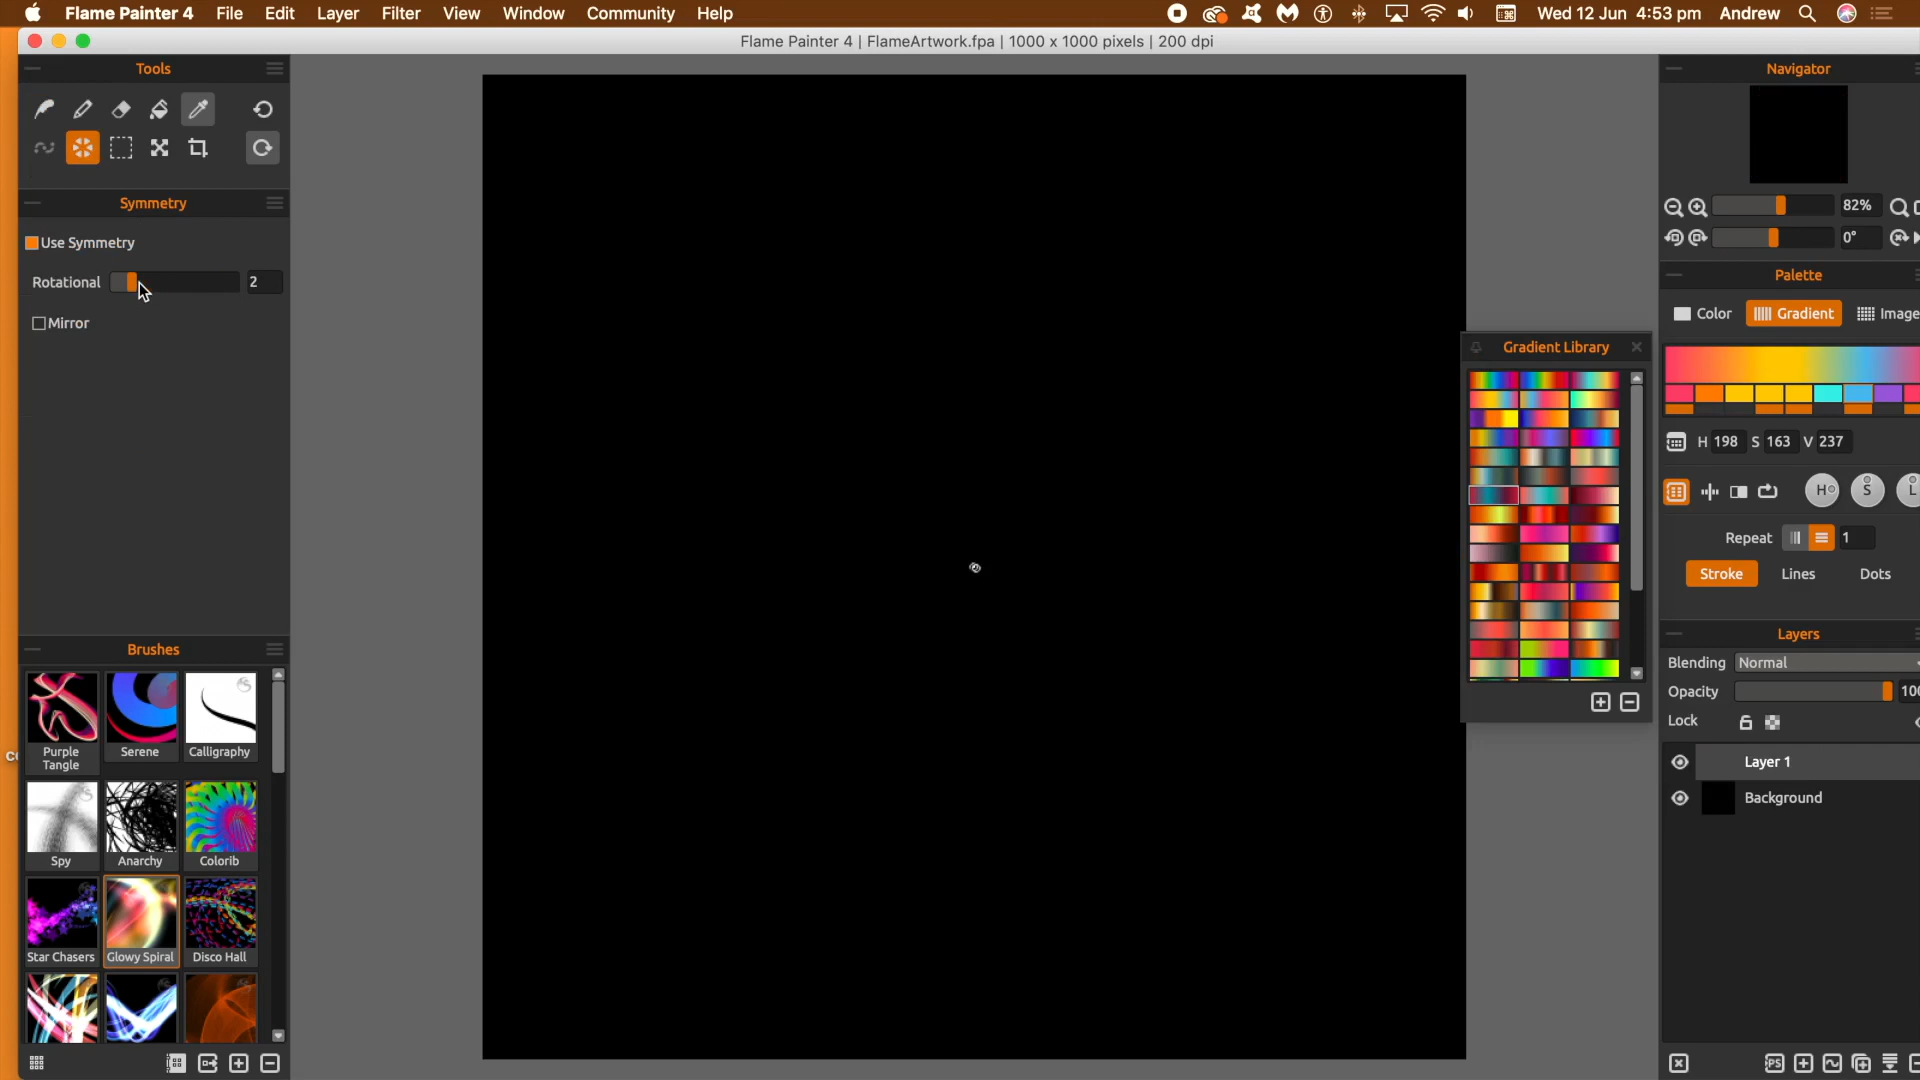 Flame Painter 4 File Edit Layer Filter View Window Community Help Wed 12 Jun 4:53 pm Andrew
Flame Painter 4 | FlameArtwork.fpa | 1000 x 1000 pixels | 200 dpi
Tools
Symmetry
Use Symmetry
Rotational 2
Mirror
Brushes
Purple Tangle
Serene
Calligraphy
Spy
Anarchy
Colorib
Star Chasers
Glowy Spiral
Disco Hall
Gradient Library
Navigator
82%
0°
Palette
Color Gradient Image
H 198 S 163 V 237
H S L
Repeat 1
Stroke Lines Dots
Layers
Blending Normal
Opacity 100
Lock
Layer 1
Background
PS